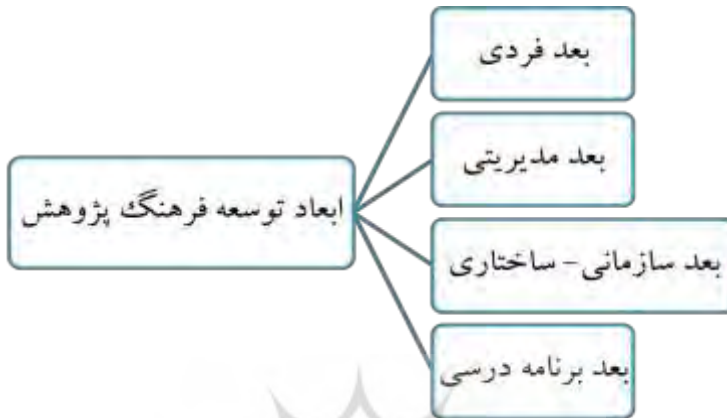 بعد فردی
بعد مدیریتی
ابعاد توسعه فرهنگ پژوهش
بعد سازمانی- ساختاری
بعد برنامه درسی